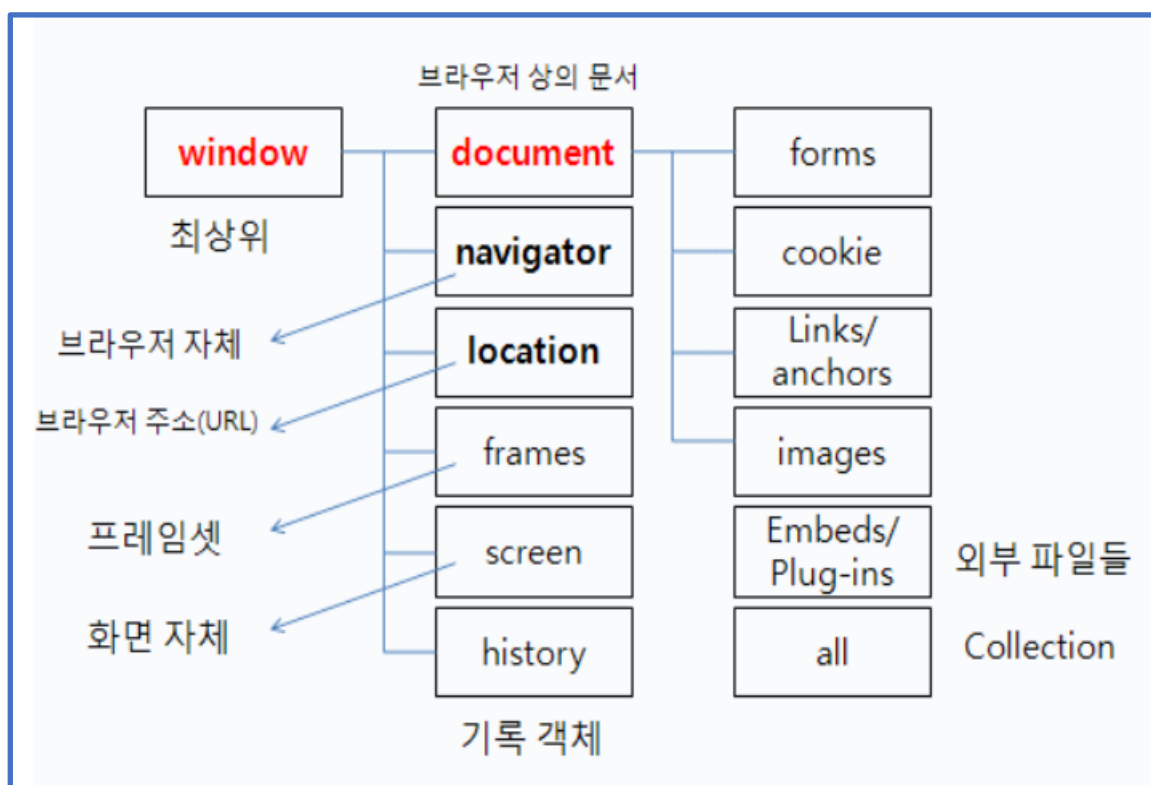 브라우저 상의 문서
window
document
forms
최상위
navigator
cookie
브라우저 자체
location
Links/
anchors
브라우저 주소(URL)
frames
images
프레임셋
screen
Embeds/
Plug-ins
외부 파일들
화면 자체
history
all
Collection
기록 객체